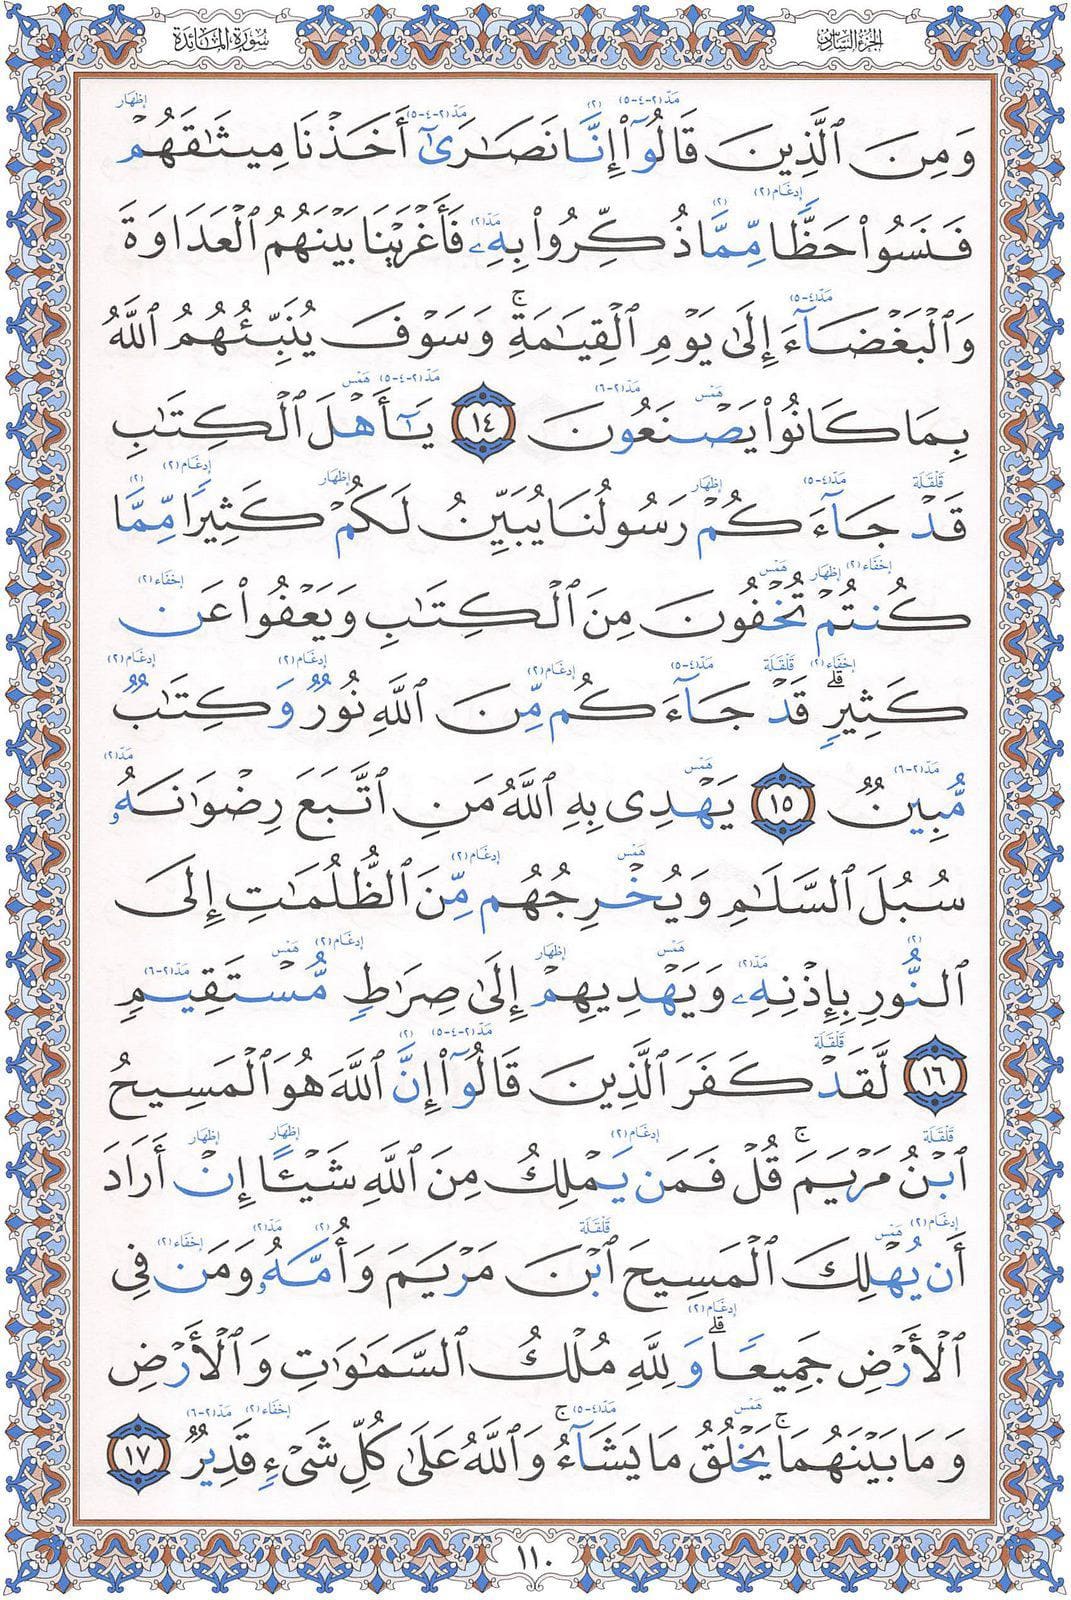 سورة المائدة
الجزء السادس
وَمِنَ ٱلَّذِينَ قَالُوٓا۟ إِنَّا نَصَٰرَىٰٓ أَخَذْنَا مِيثَٰقَهُمْ
فَنَسُوا۟ حَظًّا مِّمَّا ذُكِّرُوا۟ بِهِۦ فَأَغْرَيْنَا بَيْنَهُمُ ٱلْعَدَاوَةَ
وَٱلْبَغْضَآءَ إِلَىٰ يَوْمِ ٱلْقِيَٰمَةِ ۚ وَسَوْفَ يُنَبِّئُهُمُ ٱللَّهُ
بِمَا كَانُوا۟ يَصْنَعُونَ ١٤ يَٰٓأَهْلَ ٱلْكِتَٰبِ
قَدْ جَآءَكُمْ رَسُولُنَا يُبَيِّنُ لَكُمْ كَثِيرًا مِّمَّا
كُنتُمْ تُخْفُونَ مِنَ ٱلْكِتَٰبِ وَيَعْفُوا۟ عَن
كَثِيرٍ ۚ قَدْ جَآءَكُم مِّنَ ٱللَّهِ نُورٌ وَكِتَٰبٌ
مُّبِينٌ ١٥ يَهْدِى بِهِ ٱللَّهُ مَنِ ٱتَّبَعَ رِضْوَٰنَهُۥ
سُبُلَ ٱلسَّلَٰمِ وَيُخْرِجُهُم مِّنَ ٱلظُّلُمَٰتِ إِلَى
ٱلنُّورِ بِإِذْنِهِۦ وَيَهْدِيهِمْ إِلَىٰ صِرَٰطٍ مُّسْتَقِيمٍ
١٦ لَّقَدْ كَفَرَ ٱلَّذِينَ قَالُوٓا۟ إِنَّ ٱللَّهَ هُوَ ٱلْمَسِيحُ
ٱبْنُ مَرْيَمَ ۚ قُلْ فَمَن يَمْلِكُ مِنَ ٱللَّهِ شَيْـًٔا إِنْ أَرَادَ
أَن يُهْلِكَ ٱلْمَسِيحَ ٱبْنَ مَرْيَمَ وَأُمَّهُۥ وَمَن فِى
ٱلْأَرْضِ جَمِيعًا ۗ وَلِلَّهِ مُلْكُ ٱلسَّمَٰوَٰتِ وَٱلْأَرْضِ
وَمَا بَيْنَهُمَا ۚ يَخْلُقُ مَا يَشَآءُ ۚ وَٱللَّهُ عَلَىٰ كُلِّ شَىْءٍ قَدِيرٌ ١٧
١١٠